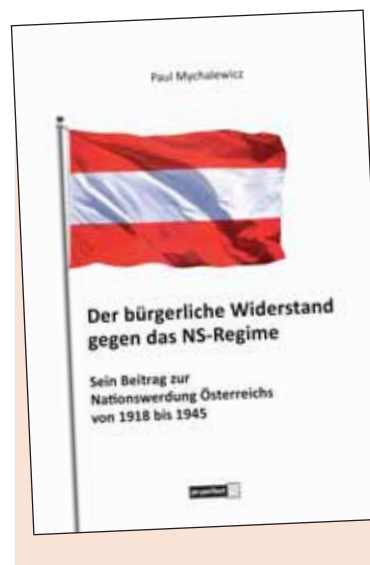 Paul Mychalewicz
Der bürgerliche Widerstand
gegen das NS-Regime
Sein Beitrag zur
Nationswerdung Österreichs
von 1918 bis 1945